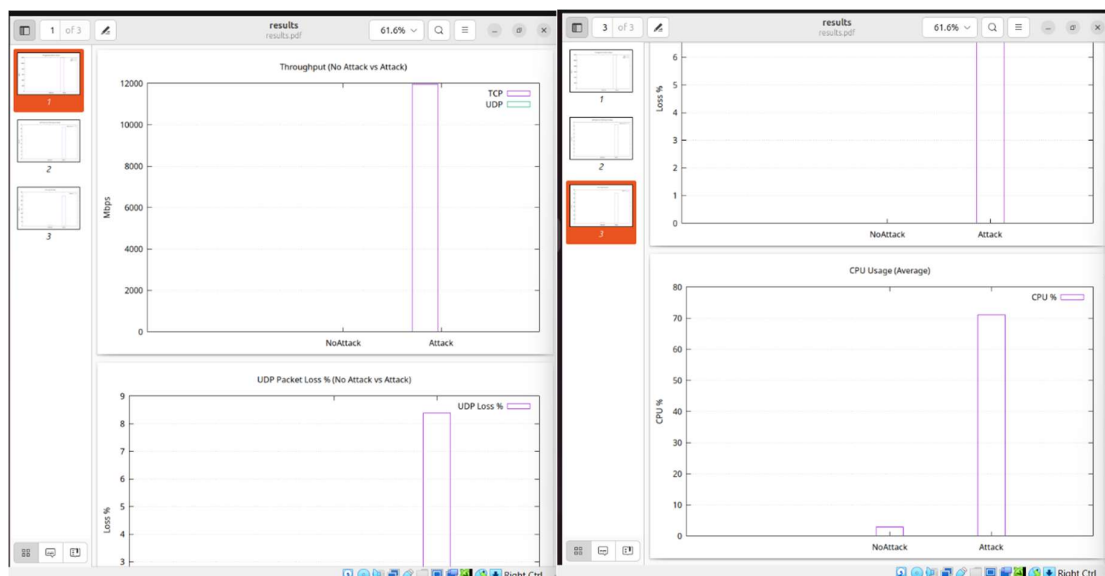 1 of 3
results
results.pdf
61.6%
1
2
3
Throughput (No Attack vs Attack)
12000
10000
8000
6000
4000
2000
0
Mbps
TCP
UDP
NoAttack
Attack
UDP Packet Loss % (No Attack vs Attack)
9
8
7
6
5
4
3
Loss %
UDP Loss %
Right Ctrl
3 of 3
results
results.pdf
61.6%
1
2
3
6
5
4
3
2
1
0
Loss %
NoAttack
Attack
CPU Usage (Average)
80
70
60
50
40
30
20
10
0
CPU %
CPU %
NoAttack
Attack
Right Ctrl